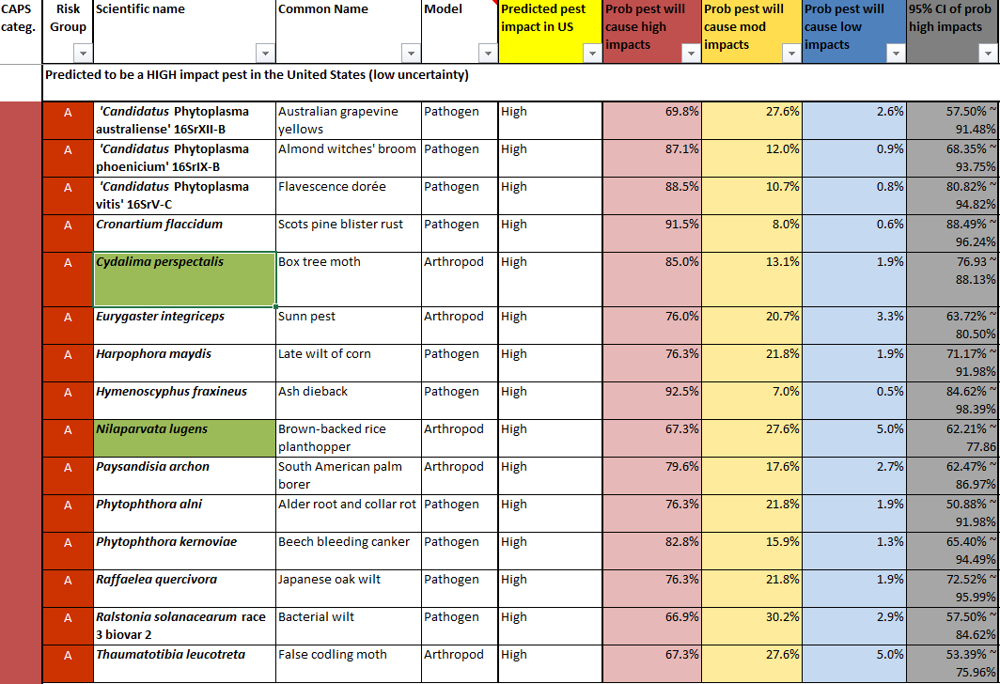 CAPS categ. Risk Group Scientific name Common Name Model Predicted pest impact in US Prob pest will cause high impacts Prob pest will cause mod impacts Prob pest will cause low impacts 95% CI of prob high impacts
Predicted to be a HIGH impact pest in the United States (low uncertainty)
A 'Candidatus Phytoplasma australiense' 16SrXII-B Australian grapevine yellows Pathogen High 69.8% 27.6% 2.6% 57.50% ~ 91.48%
A 'Candidatus Phytoplasma phoenicium' 16SrIX-B Almond witches' broom Pathogen High 87.1% 12.0% 0.9% 68.35% ~ 93.75%
A 'Candidatus Phytoplasma vitis' 16SrV-C Flavescence dorée Pathogen High 88.5% 10.7% 0.8% 80.82% ~ 94.82%
A Cronartium flaccidum Scots pine blister rust Pathogen High 91.5% 8.0% 0.6% 88.49% ~ 96.24%
A Cydalima perspectalis Box tree moth Arthropod High 85.0% 13.1% 1.9% 76.93 ~ 88.13%
A Eurygaster integriceps Sunn pest Arthropod High 76.0% 20.7% 3.3% 63.72% ~ 80.50%
A Harpophora maydis Late wilt of corn Pathogen High 76.3% 21.8% 1.9% 71.17% ~ 91.98%
A Hymenoscyphus fraxineus Ash dieback Pathogen High 92.5% 7.0% 0.5% 84.62% ~ 98.39%
A Nilaparvata lugens Brown-backed rice planthopper Arthropod High 67.3% 27.6% 5.0% 62.21% ~ 77.86
A Paysandisia archon South American palm borer Arthropod High 79.6% 17.6% 2.7% 62.47% ~ 86.97%
A Phytophthora alni Alder root and collar rot Pathogen High 76.3% 21.8% 1.9% 50.88% ~ 91.98%
A Phytophthora kernoviae Beech bleeding canker Pathogen High 82.8% 15.9% 1.3% 65.40% ~ 94.49%
A Raffaelea quercivora Japanese oak wilt Pathogen High 76.3% 21.8% 1.9% 72.52% ~ 95.99%
A Ralstonia solanacearum race 3 biovar 2 Bacterial wilt Pathogen High 66.9% 30.2% 2.9% 57.50% ~ 84.62%
A Thaumatotibia leucotreta False codling moth Arthropod High 67.3% 27.6% 5.0% 53.39% ~ 75.96%